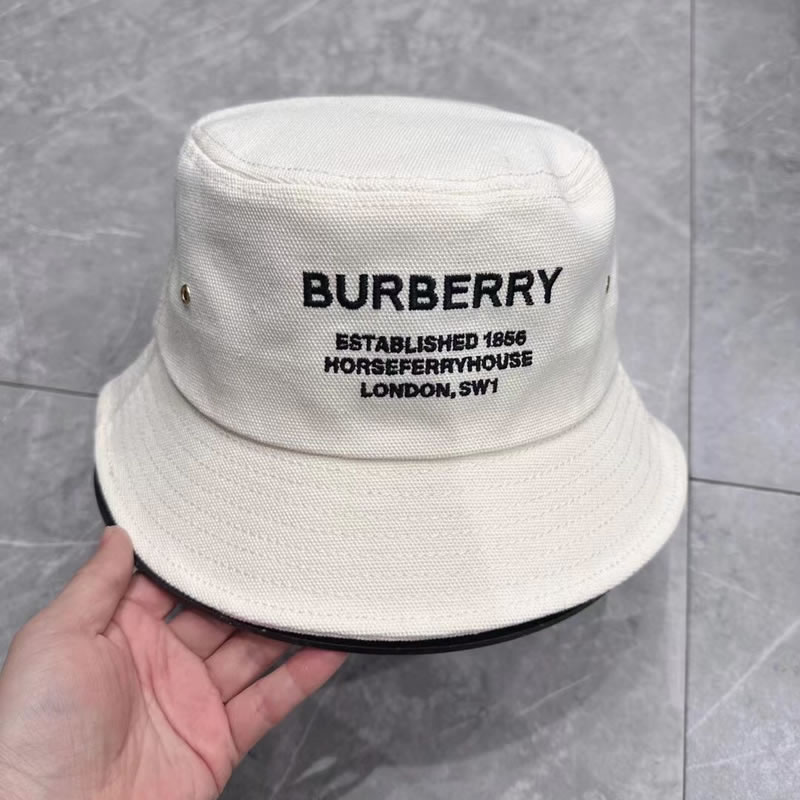 BURBERRY
ESTABLISHED 1856
HORSEFERRYHOUSE
LONDON, SW1